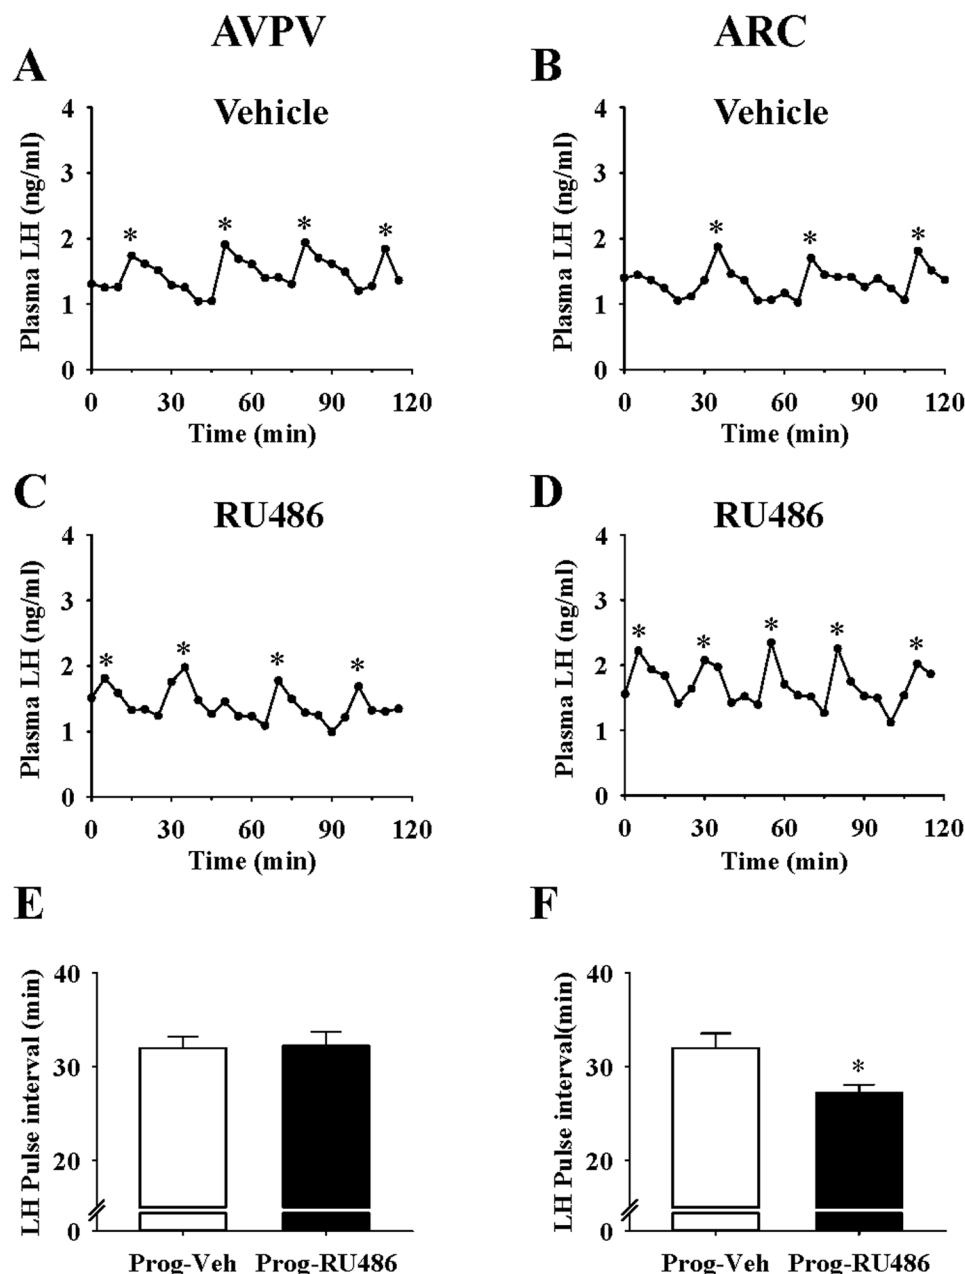 AVPV
ARC
A
B
Vehicle
Vehicle
Plasma LH (ng/ml)
4
3
2
1
0
* * * *
0 30 60 90 120
Time (min)
Plasma LH (ng/ml)
4
3
2
1
0
* * *
0 30 60 90 120
Time (min)
C
D
RU486
RU486
Plasma LH (ng/ml)
4
3
2
1
0
* * * *
0 30 60 90 120
Time (min)
Plasma LH (ng/ml)
4
3
2
1
0
* * * * *
0 30 60 90 120
Time (min)
E
F
LH Pulse interval (min)
40
30
20
0
Prog-Veh Prog-RU486
LH Pulse interval(min)
40
30
20
0
*
Prog-Veh Prog-RU486